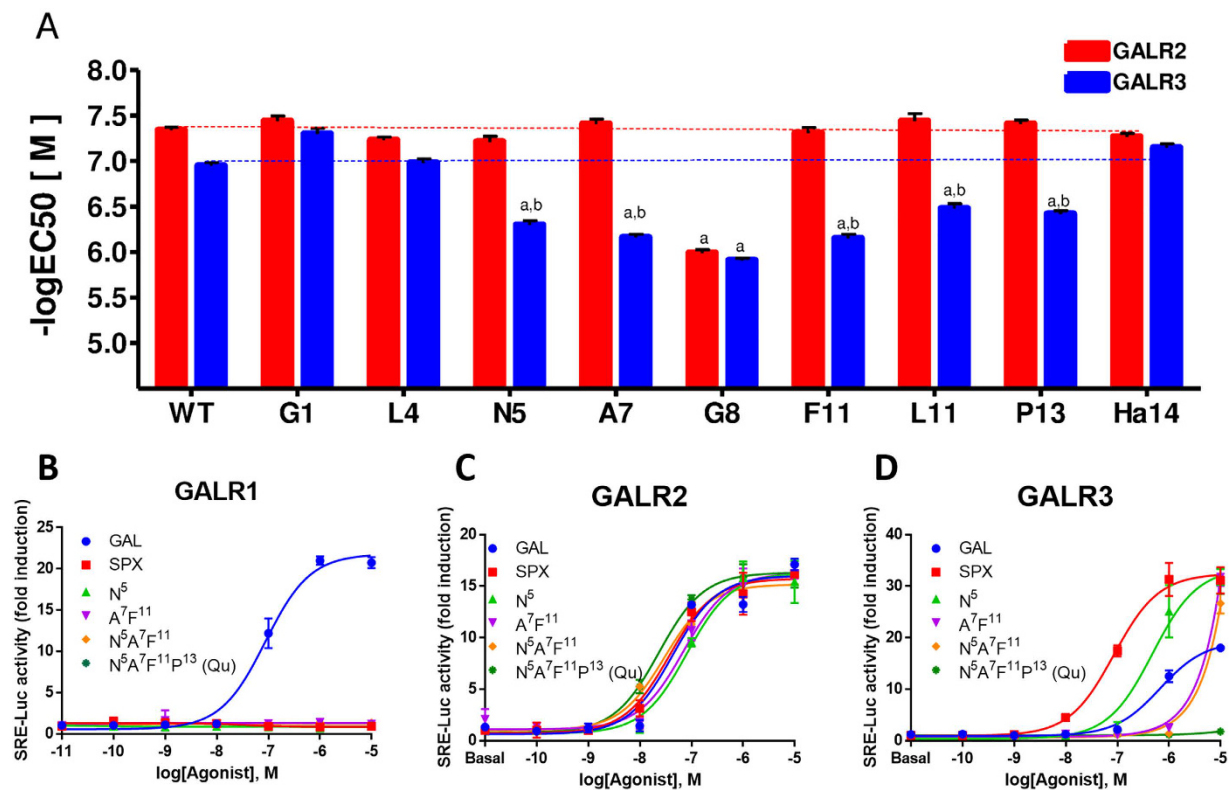 A
GALR2
GALR3
-logEC50 [ M ]
8.0
7.5
7.0
6.5
6.0
5.5
5.0
a,b
a,b
a
a
a,b
a,b
a,b
WT G1 L4 N5 A7 G8 F11 L11 P13 Ha14
B
GALR1
SRE-Luc activity (fold induction)
25
20
15
10
5
0
GAL
SPX
N⁵
A⁷F¹¹
N⁵A⁷F¹¹
N⁵A⁷F¹¹P¹³ (Qu)
-11 -10 -9 -8 -7 -6 -5
log[Agonist], M
C
GALR2
SRE-Luc activity (fold induction)
20
15
10
5
0
GAL
SPX
N⁵
A⁷F¹¹
N⁵A⁷F¹¹
N⁵A⁷F¹¹P¹³ (Qu)
Basal -10 -9 -8 -7 -6 -5
log[Agonist], M
D
GALR3
SRE-Luc activity (fold induction)
40
30
20
10
0
GAL
SPX
N⁵
A⁷F¹¹
N⁵A⁷F¹¹
N⁵A⁷F¹¹P¹³ (Qu)
Basal -10 -9 -8 -7 -6 -5
log[Agonist], M